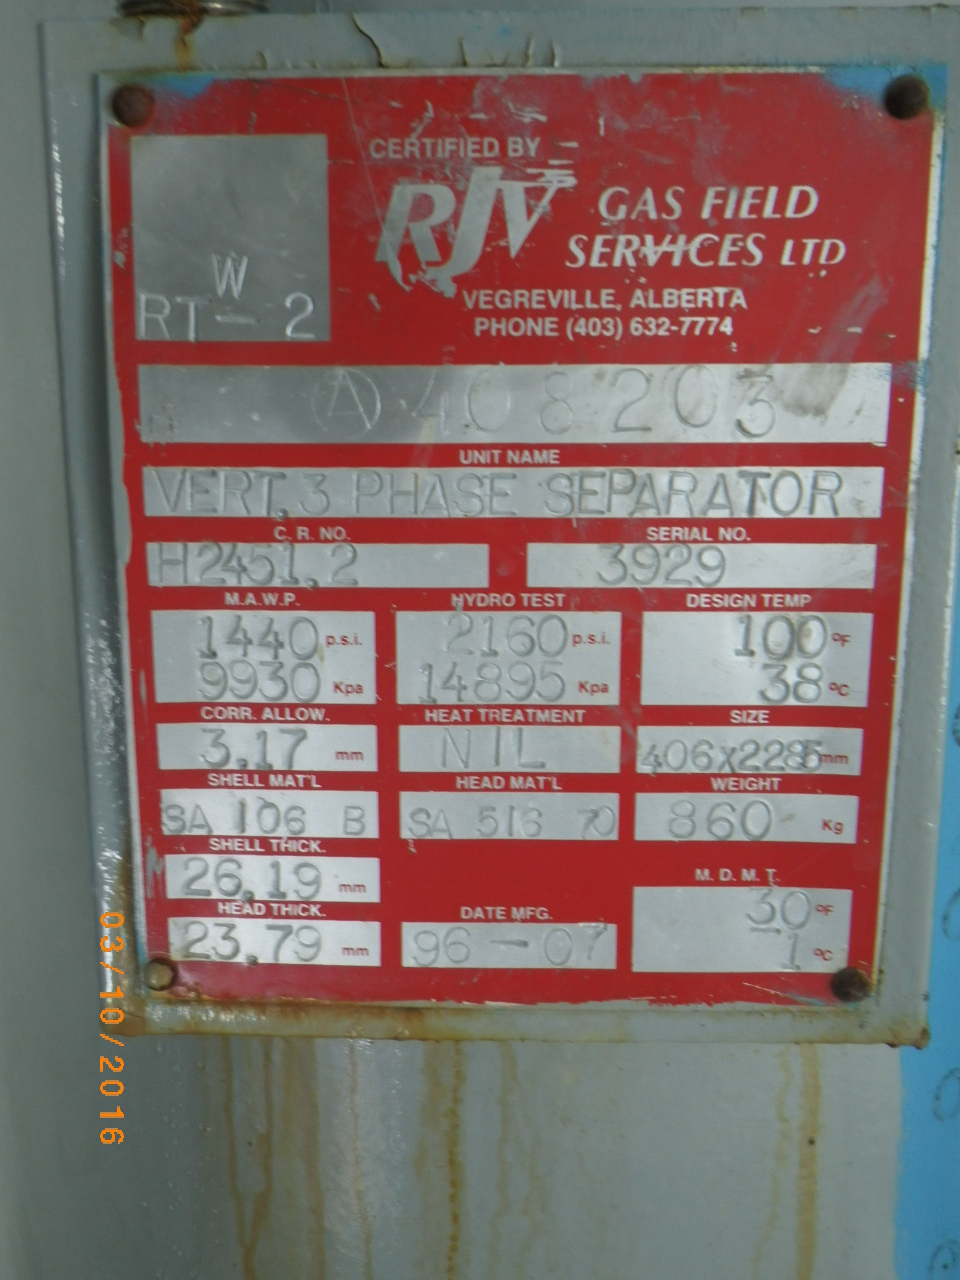 CERTIFIED BY
RJV GAS FIELD
SERVICES LTD
VEGREVILLE, ALBERTA
PHONE (403) 632-7774
W
RT-2
A 408203
UNIT NAME
VERT. 3 PHASE SEPARATOR
C. R. NO. SERIAL NO.
H2451.2 3929
M.A.W.P. HYDRO TEST DESIGN TEMP
1440 p.s.i. 2160 p.s.i. 100 °F
9930 Kpa 14895 Kpa 38 °C
CORR. ALLOW. HEAT TREATMENT SIZE
3.17 mm NIL 406x2285 mm
SHELL MAT'L HEAD MAT'L WEIGHT
SA 106 B SA 516 70 860 Kg
SHELL THICK.
26.19 mm
M. D. M. T.
30 °F
-1 °C
HEAD THICK. DATE MFG.
23.79 mm 96-07
03/10/2016